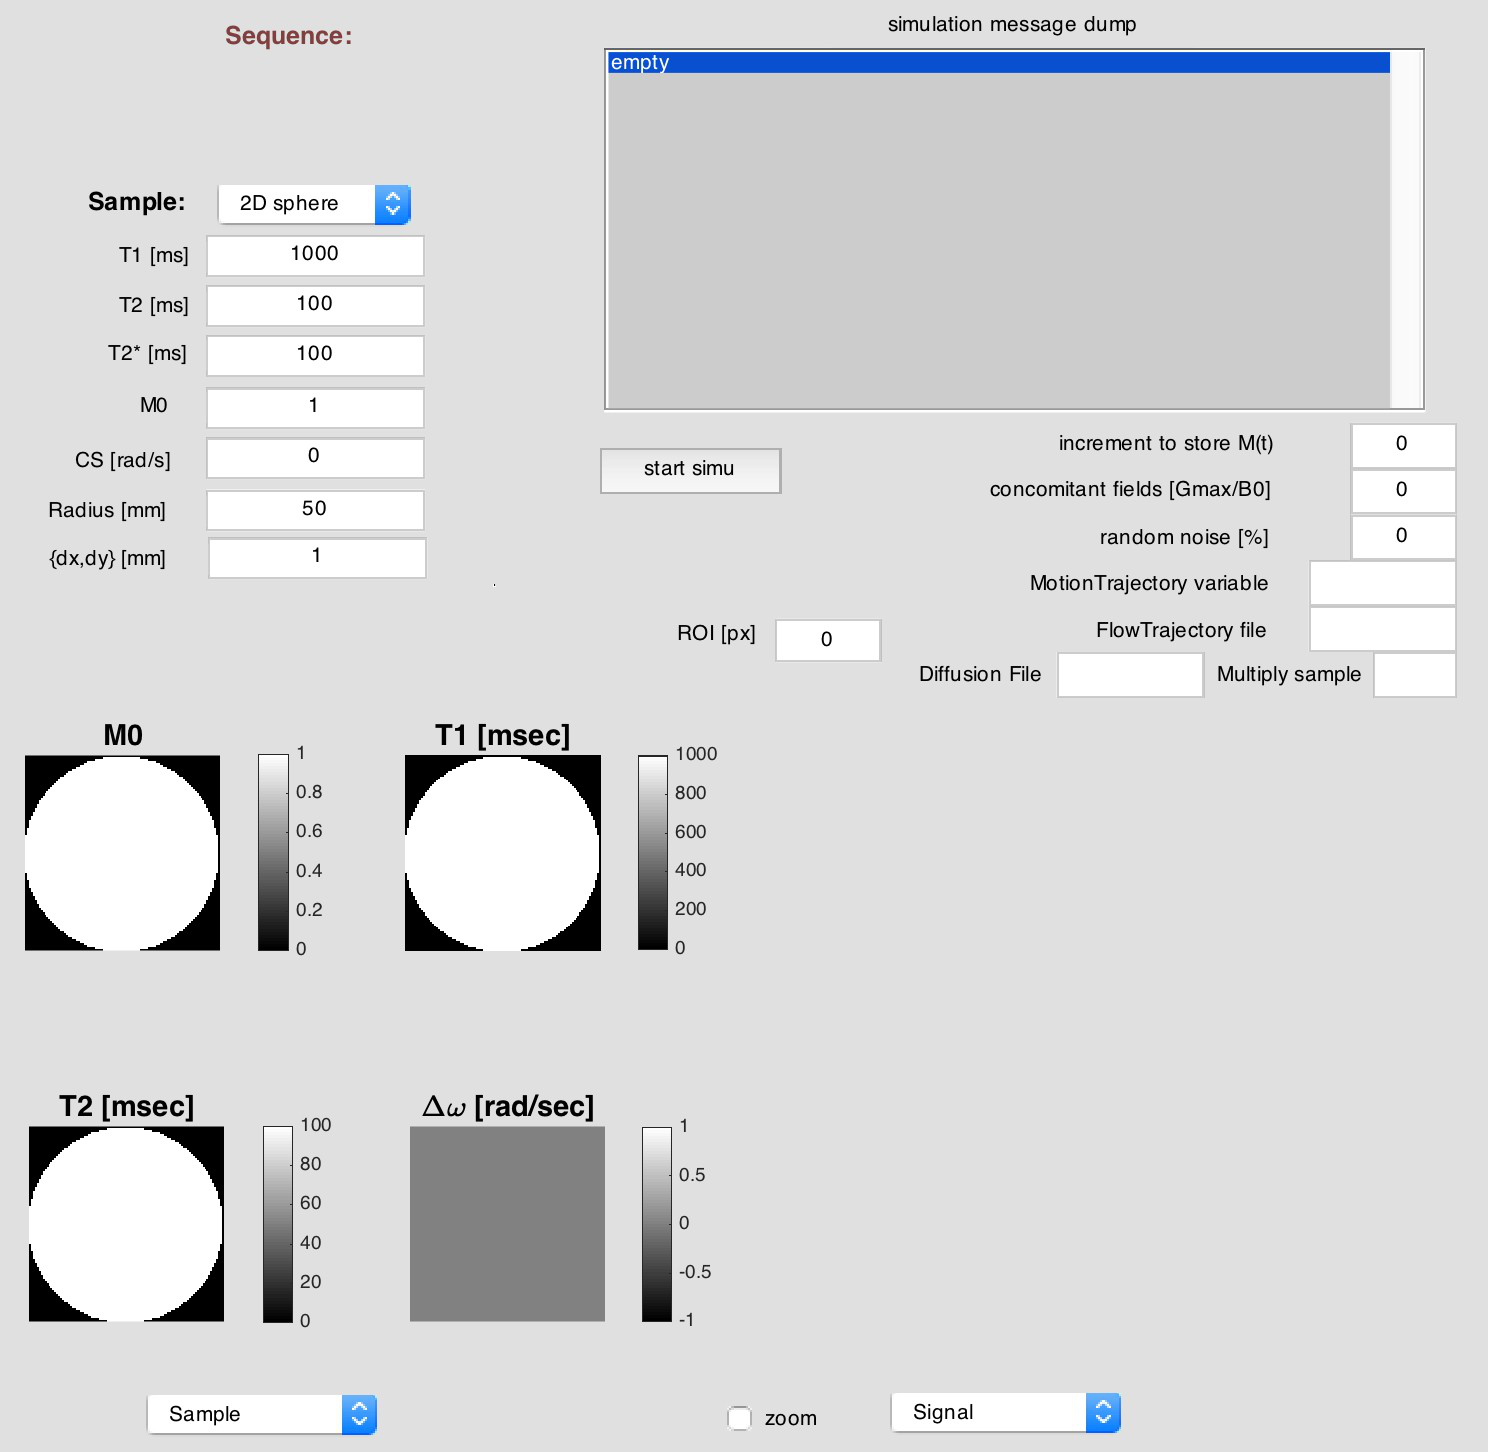 Sequence:
simulation message dump
empty
Sample:
2D sphere
T1 [ms]
1000
T2 [ms]
100
T2* [ms]
100
M0
1
CS [rad/s]
0
Radius [mm]
50
{dx,dy} [mm]
1
start simu
increment to store M(t)
0
concomitant fields [Gmax/B0]
0
random noise [%]
0
MotionTrajectory variable
FlowTrajectory file
ROI [px]
0
Diffusion File
Multiply sample
M0
1
0.8
0.6
0.4
0.2
0
T1 [msec]
1000
800
600
400
200
0
T2 [msec]
100
80
60
40
20
0
Δω [rad/sec]
1
0.5
0
-0.5
-1
Sample
zoom
Signal